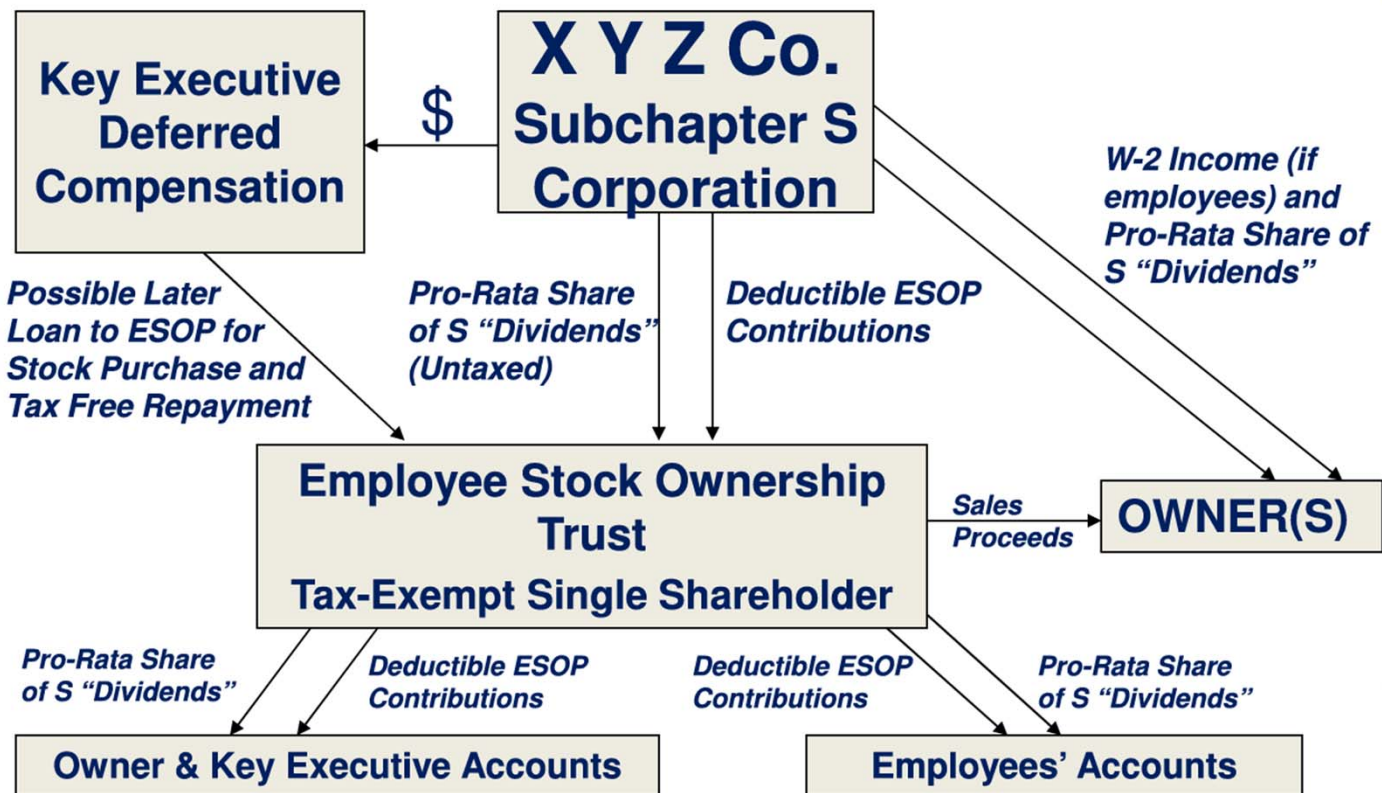 X Y Z Co.
Subchapter S
Corporation
Key Executive
Deferred
Compensation
$
W-2 Income (if
employees) and
Pro-Rata Share of
S “Dividends”
Possible Later
Loan to ESOP for
Stock Purchase and
Tax Free Repayment
Pro-Rata Share
of S “Dividends”
(Untaxed)
Deductible ESOP
Contributions
Employee Stock Ownership
Trust
Tax-Exempt Single Shareholder
Sales
Proceeds
OWNER(S)
Pro-Rata Share
of S “Dividends”
Deductible ESOP
Contributions
Deductible ESOP
Contributions
Pro-Rata Share
of S “Dividends”
Owner & Key Executive Accounts
Employees’ Accounts